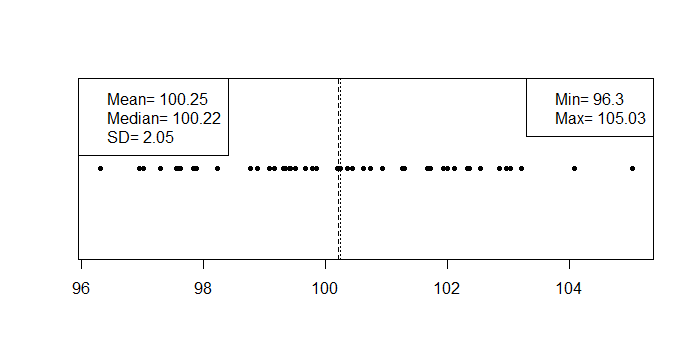 Mean= 100.25
Median= 100.22
SD= 2.05
Min= 96.3
Max= 105.03
96 98 100 102 104